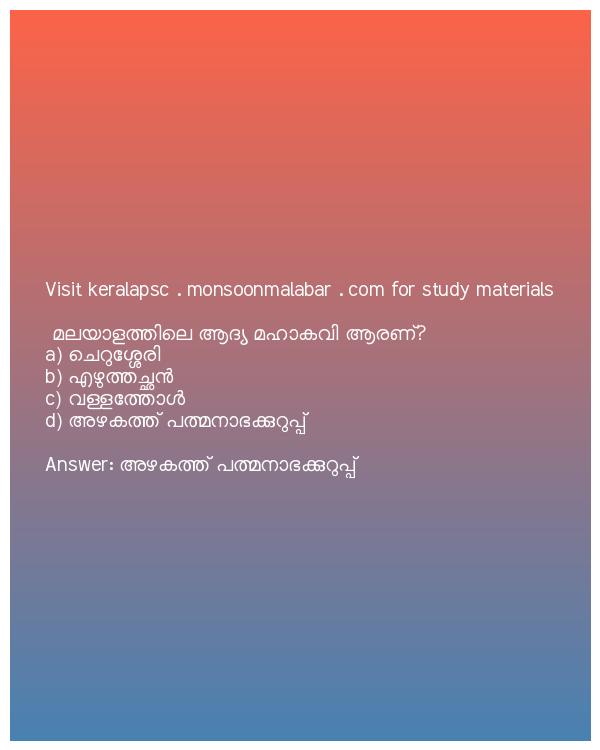 Visit keralapsc . monsoonmalabar . com for study materials
മലയാളത്തിലെ ആദ്യ മഹാകവി ആരണ്?
a) ചെറുശ്ശേരി
b) എഴുത്തച്ഛൻ
c) വള്ളത്തോൾ
d) അഴകത്ത് പത്മനാഭക്കുറുപ്പ്
Answer: അഴകത്ത് പത്മനാഭക്കുറുപ്പ്